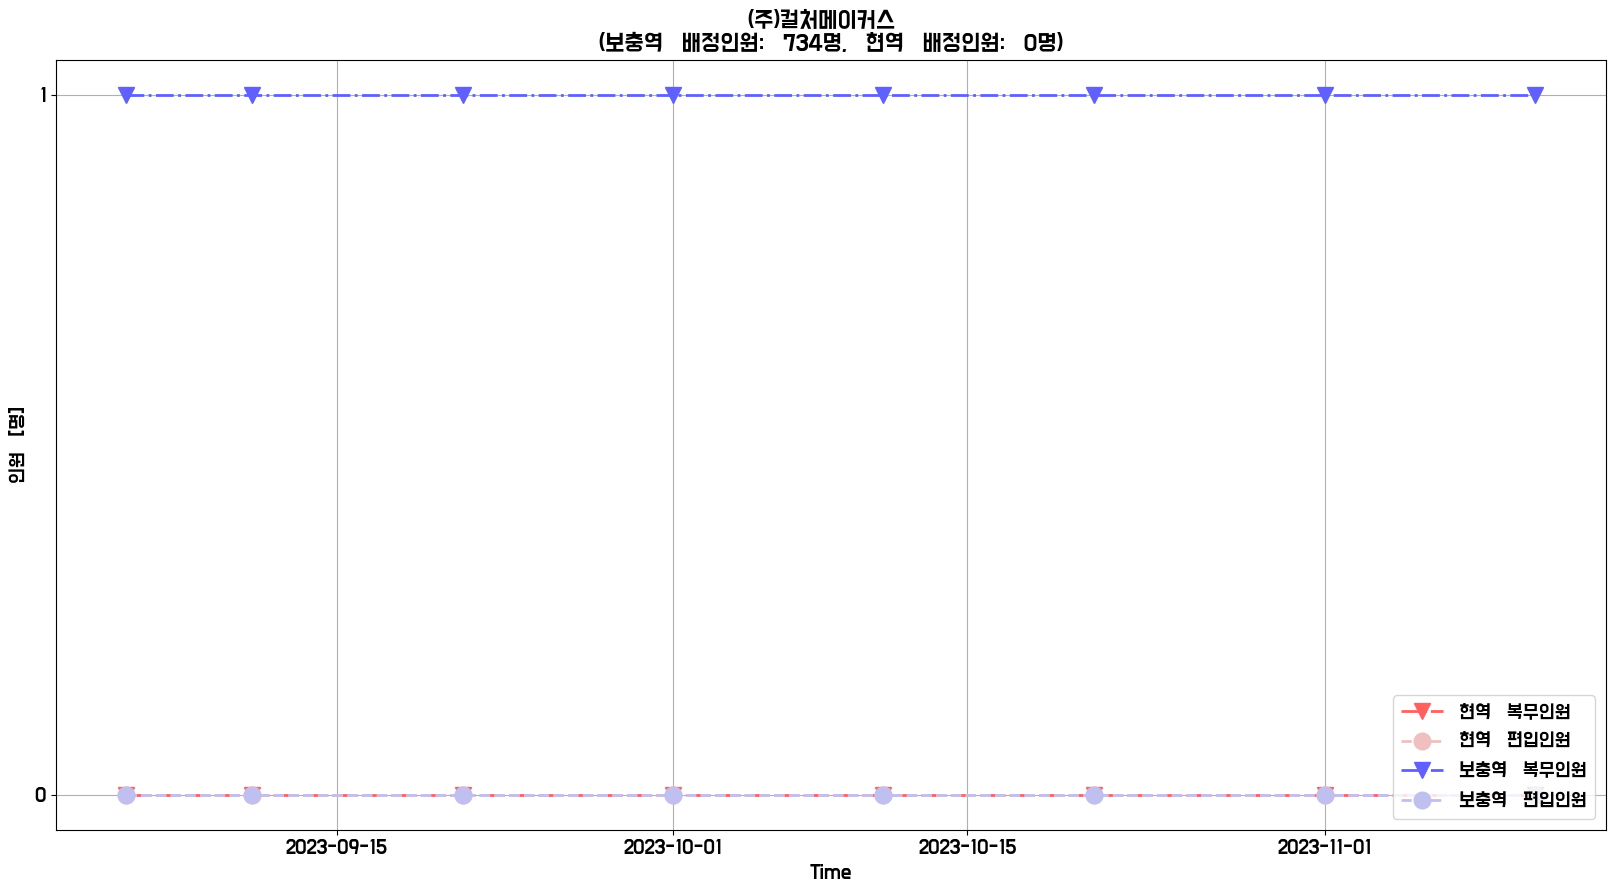 (주)컬처메이커스
(보충역 배정인원: 734명, 현역 배정인원: 0명)
인원 [명]
1
0
현역 복무인원
현역 편입인원
보충역 복무인원
보충역 편입인원
2023-09-15
2023-10-01
2023-10-15
2023-11-01
Time